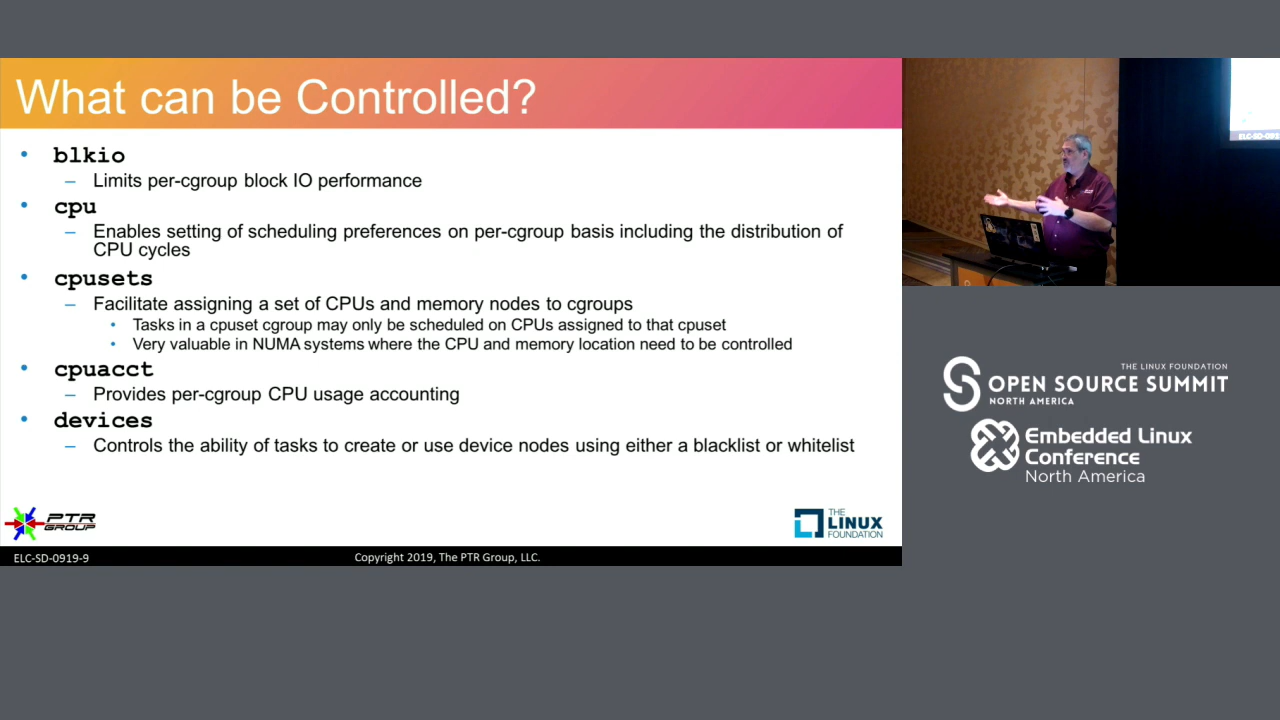 What can be Controlled?
• blkio
– Limits per-cgroup block IO performance
• cpu
– Enables setting of scheduling preferences on per-cgroup basis including the distribution of
CPU cycles
• cpusets
– Facilitate assigning a set of CPUs and memory nodes to cgroups
• Tasks in a cpuset cgroup may only be scheduled on CPUs assigned to that cpuset
• Very valuable in NUMA systems where the CPU and memory location need to be controlled
• cpuacct
– Provides per-cgroup CPU usage accounting
• devices
– Controls the ability of tasks to create or use device nodes using either a blacklist or whitelist
PTR
GROUP
THE
LINUX
FOUNDATION
ELC-SD-0919-9
Copyright 2019, The PTR Group, LLC.
THE LINUX FOUNDATION
OPEN SOURCE SUMMIT
NORTH AMERICA
Embedded Linux
Conference
North America